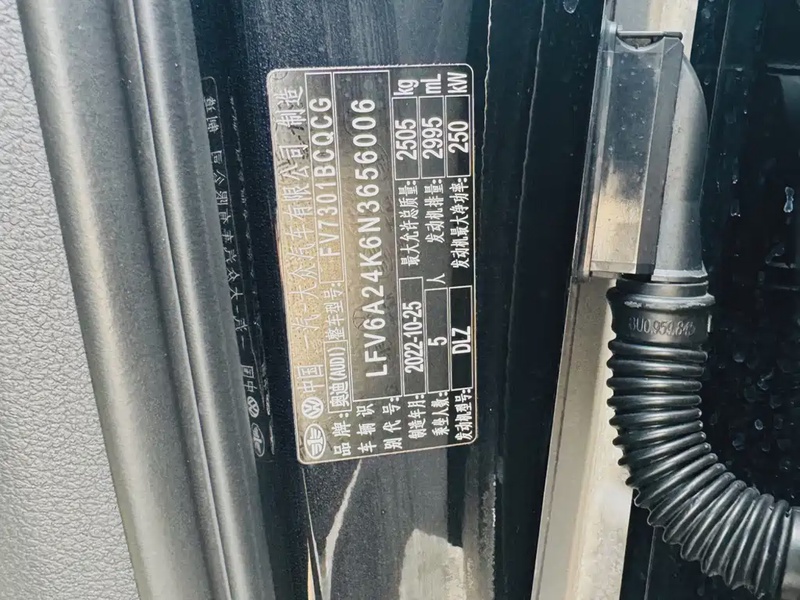 中国 一汽-大众汽车有限公司 制造
品牌: 奥迪(AUDI) 整车型号: FV7301BCQCG
车辆识别代号: LFV6A24K6N3656006
制造年月: 2022-10-25 最大允许总质量: 2505 kg
乘坐人数: 5 人 发动机排量: 2995 mL
发动机型号: DLZ 发动机最大净功率: 250 kW
8U0.959.845